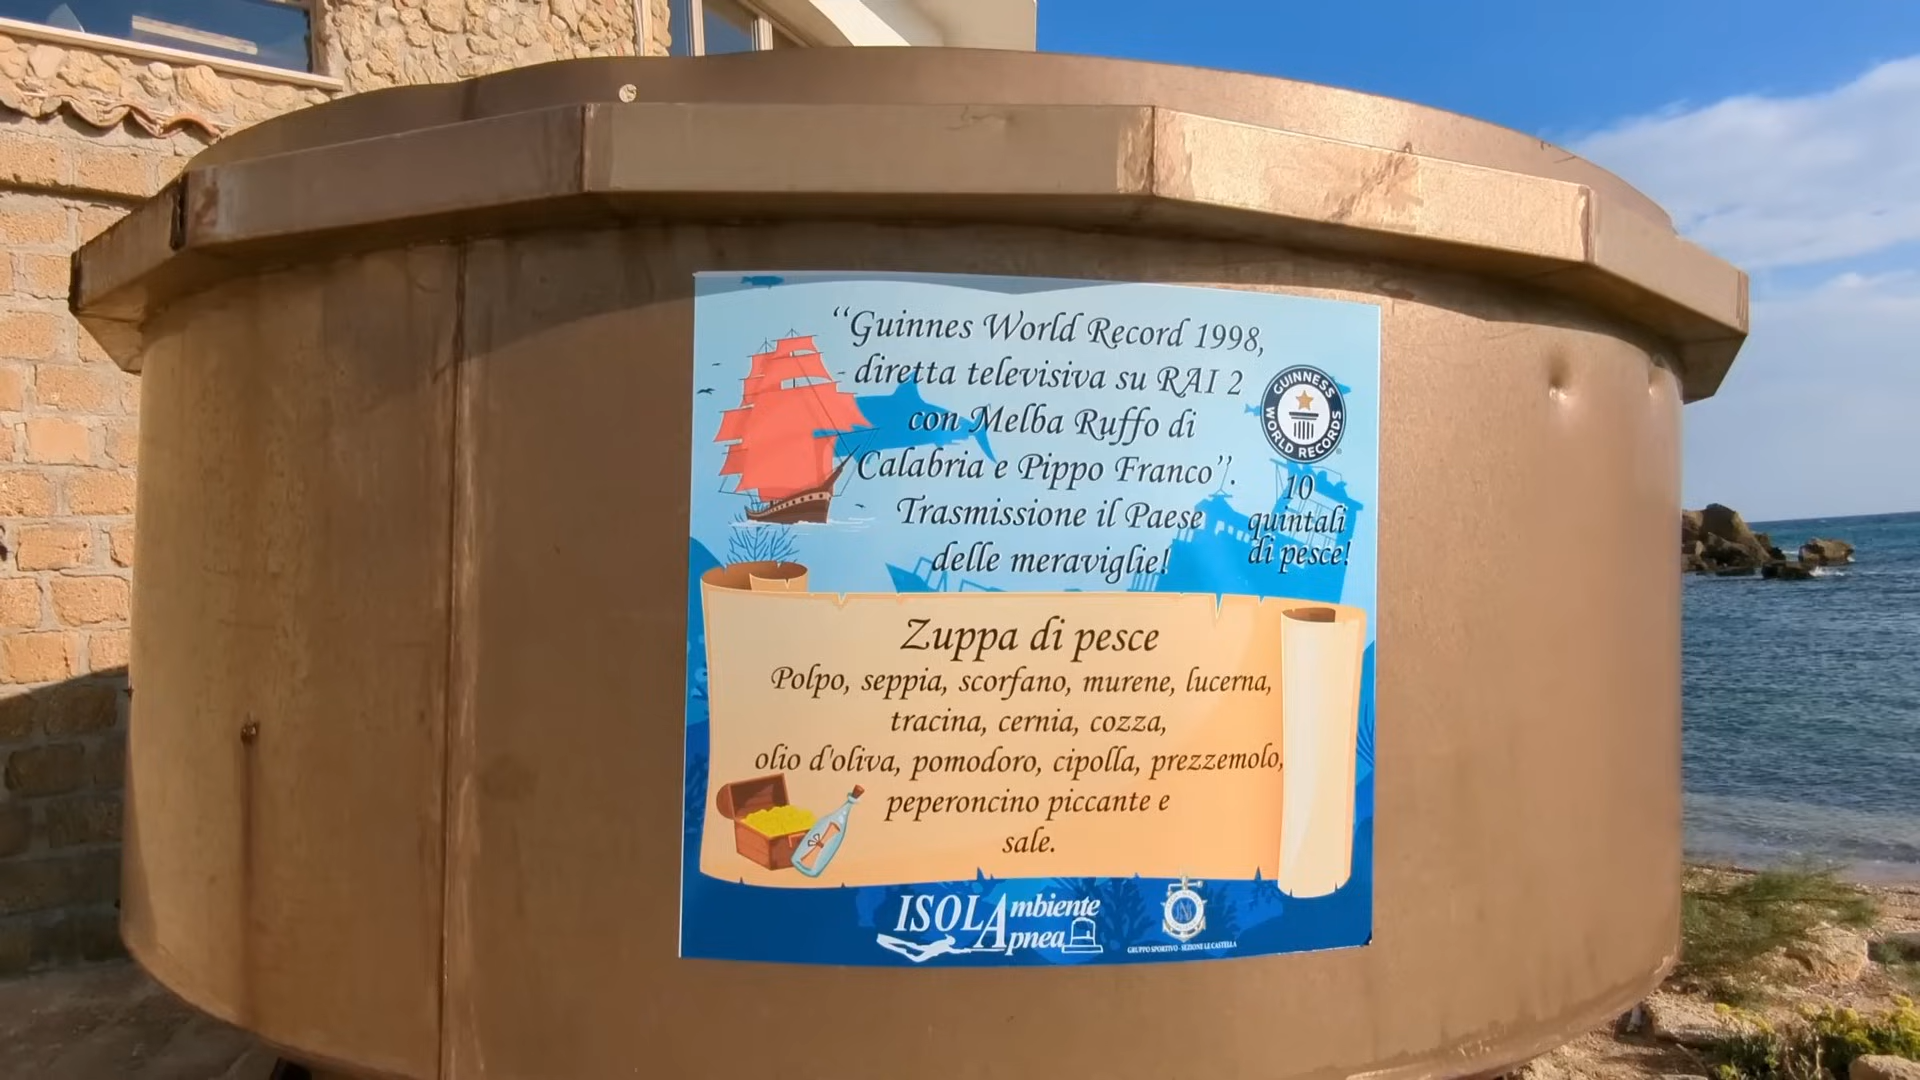 “Guinnes World Record 1998,
diretta televisiva su RAI 2
con Melba Ruffo di
Calabria e Pippo Franco”.
Trasmissione il Paese
delle meraviglie!
GUINNESS
WORLD RECORDS
10
quintali
di pesce!
Zuppa di pesce
Polpo, seppia, scorfano, murene, lucerna,
tracina, cernia, cozza,
olio d'oliva, pomodoro, cipolla, prezzemolo,
peperoncino piccante e
sale.
ISOLAmbiente
Apnea
GRUPPO SPORTIVO - SEZIONE LE CASTELLA